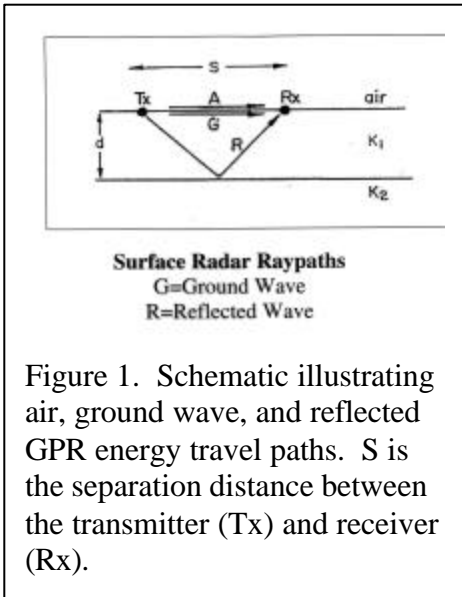 S
Tx A Rx air
G
d R K₁
K₂
Surface Radar Raypaths
G=Ground Wave
R=Reflected Wave
Figure 1. Schematic illustrating
air, ground wave, and reflected
GPR energy travel paths. S is
the separation distance between
the transmitter (Tx) and receiver
(Rx).